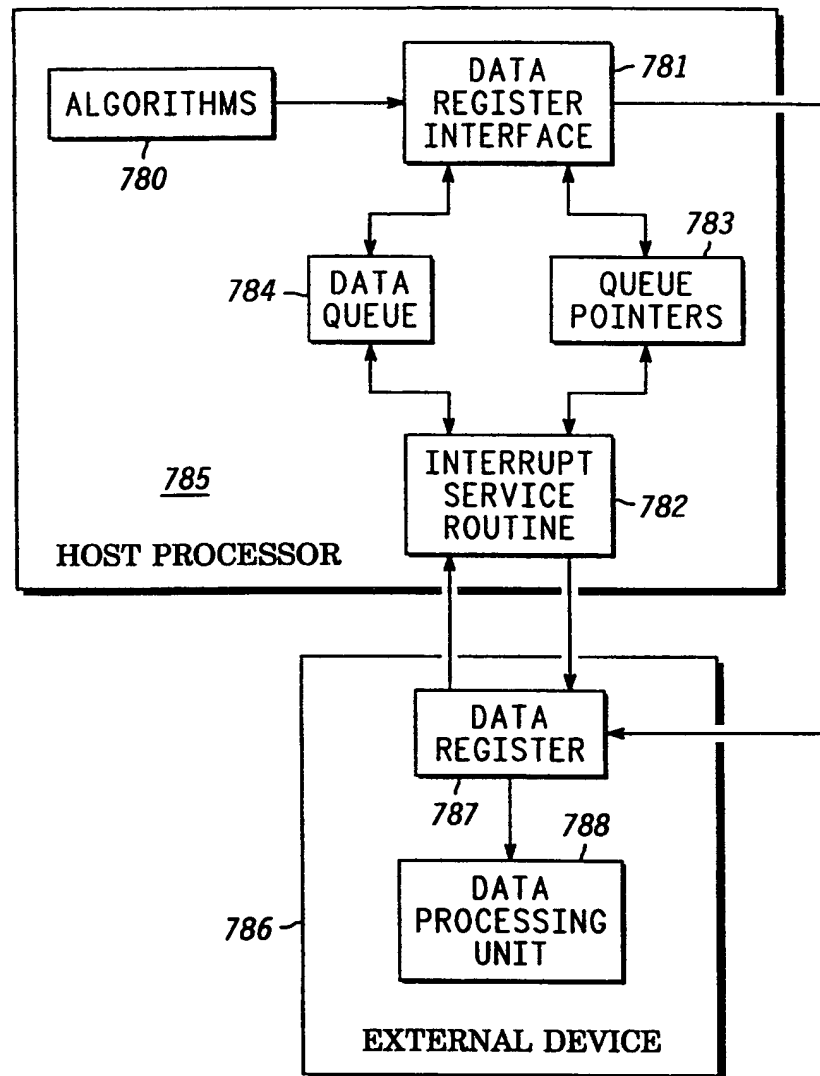 DATA
REGISTER
INTERFACE
781
ALGORITHMS
780
783
784
DATA
QUEUE
QUEUE
POINTERS
INTERRUPT
SERVICE
ROUTINE
782
785
HOST PROCESSOR
DATA
REGISTER
787
788
DATA
PROCESSING
UNIT
786
EXTERNAL DEVICE